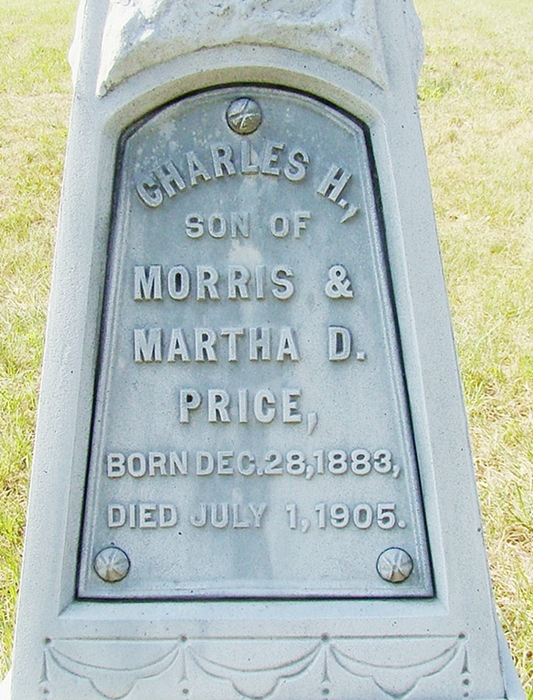 CHARLES H.,
SON OF
MORRIS &
MARTHA D.
PRICE,
BORN DEC. 28, 1883,
DIED JULY 1, 1905.